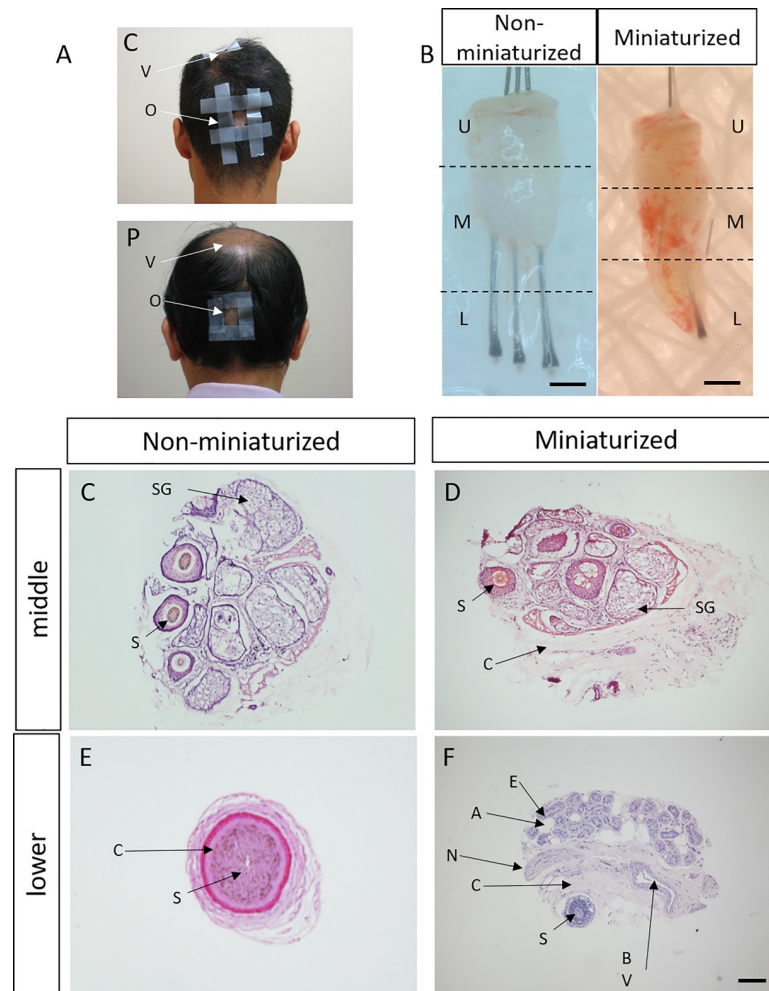 A
C
V
O
P
V
O
B
Non-
miniaturized
Miniaturized
U
U
M
M
L
L
Non-miniaturized
Miniaturized
middle
C
SG
S
D
S
SG
C
lower
E
C
S
F
E
A
N
C
S
B
V